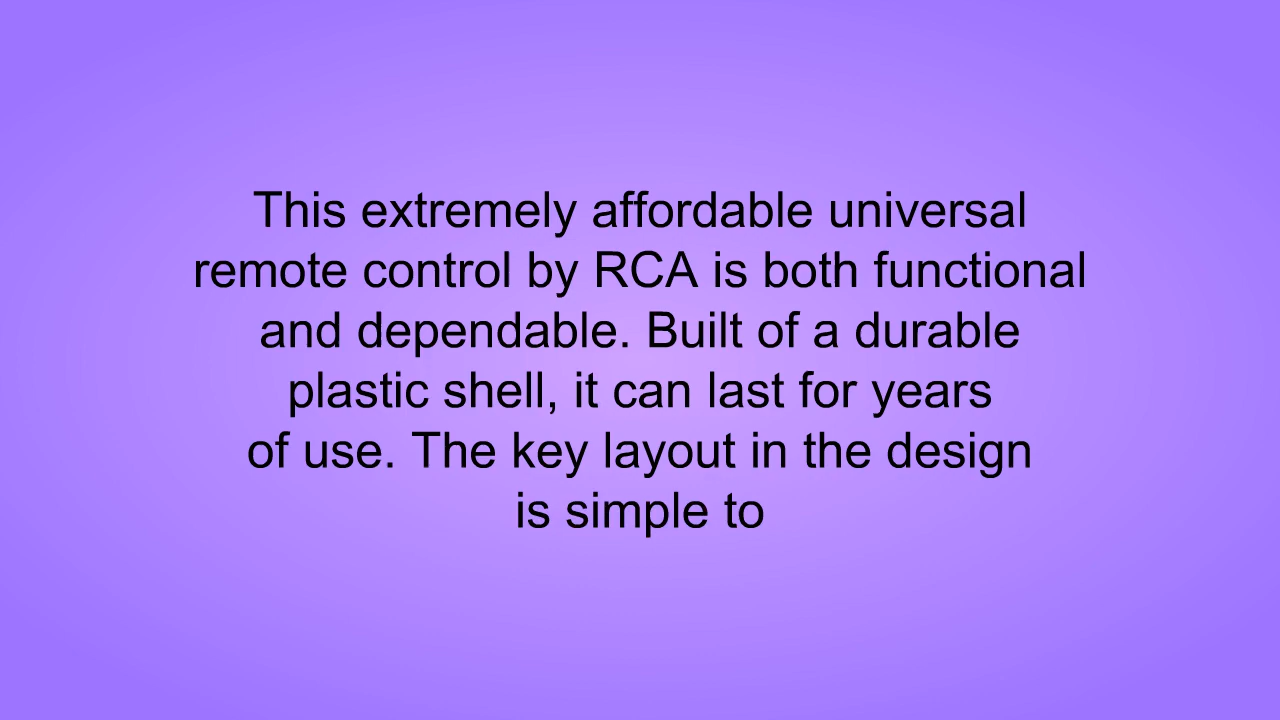 This extremely affordable universal
remote control by RCA is both functional
and dependable. Built of a durable
plastic shell, it can last for years
of use. The key layout in the design
is simple to